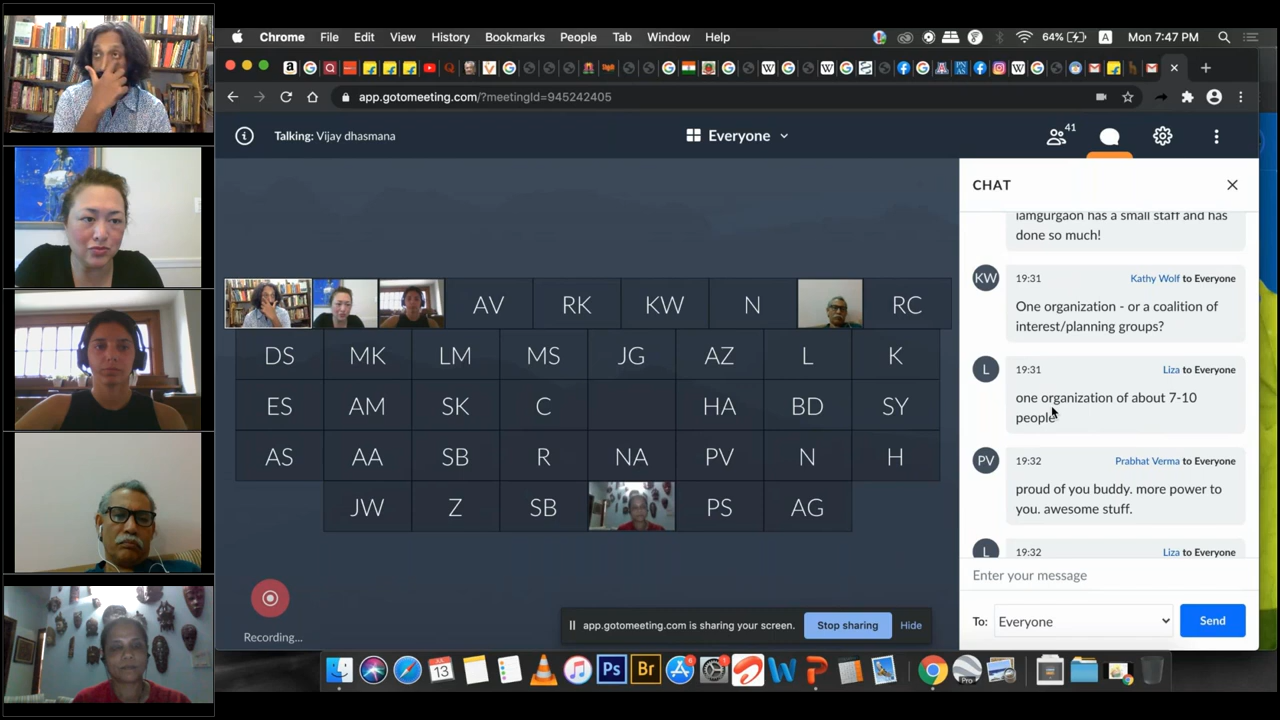 Chrome File Edit View History Bookmarks People Tab Window Help 64% A Mon 7:47 PM
app.gotomeeting.com/?meetingId=945242405
Talking: Vijay dhasmana
Everyone
41
CHAT
iamgurgaon has a small staff and has
done so much!
KW 19:31 Kathy Wolf to Everyone
One organization - or a coalition of
interest/planning groups?
L 19:31 Liza to Everyone
one organization of about 7-10
people
PV 19:32 Prabhat Verma to Everyone
proud of you buddy. more power to
you. awesome stuff.
L 19:32 Liza to Everyone
Enter your message
To: Everyone Send
AV RK KW N RC
DS MK LM MS JG AZ L K
ES AM SK C HA BD SY
AS AA SB R NA PV N H
JW Z SB PS AG
Recording...
app.gotomeeting.com is sharing your screen. Stop sharing Hide
JUL
13
Ps Br
Pro